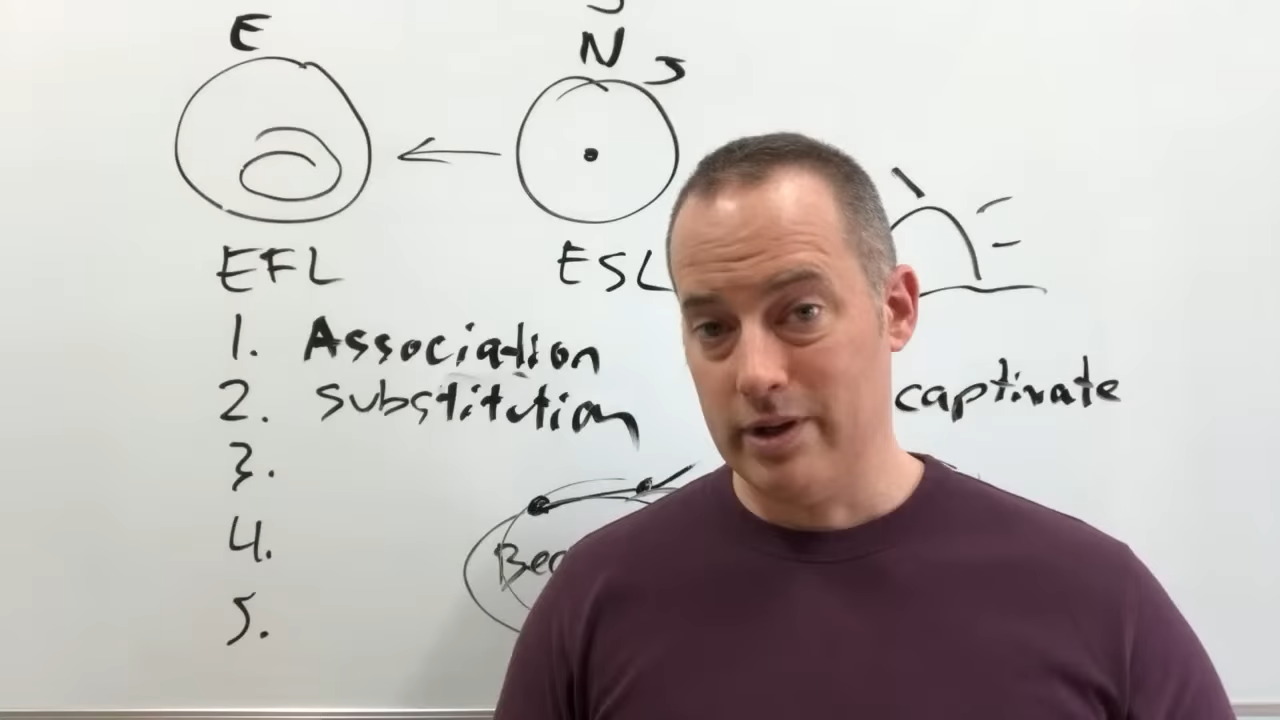 E
N
S
EFL
ESL
1. Association
2. substitution
captivate
3.
4.
5.